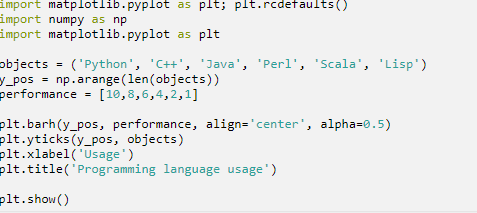 import matplotlib.pyplot as plt; plt.rcdefaults()
import numpy as np
import matplotlib.pyplot as plt
objects = ('Python', 'C++', 'Java', 'Perl', 'Scala', 'Lisp')
y_pos = np.arange(len(objects))
performance = [10,8,6,4,2,1]
plt.barh(y_pos, performance, align='center', alpha=0.5)
plt.yticks(y_pos, objects)
plt.xlabel('Usage')
plt.title('Programming language usage')
plt.show()